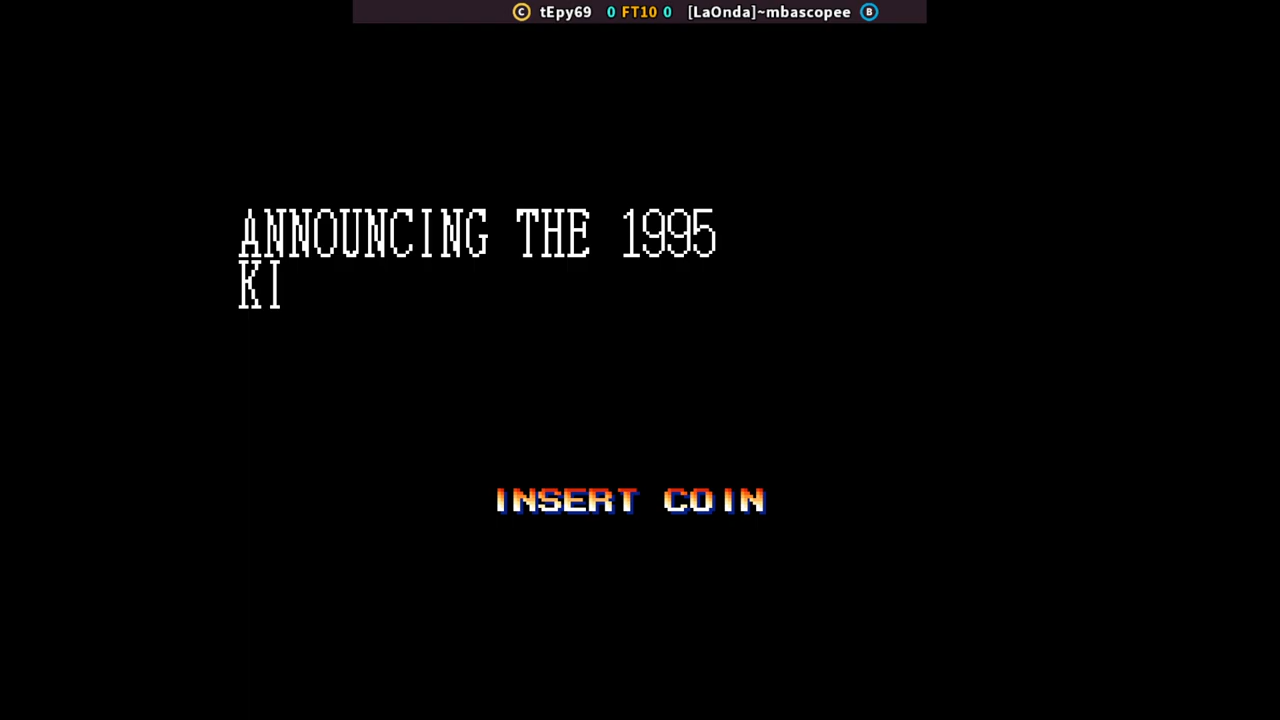 C tEpy69 0 FT10 0 [LaOnda]~mbascopee B
ANNOUNCING THE 1995
KI
INSERT COIN